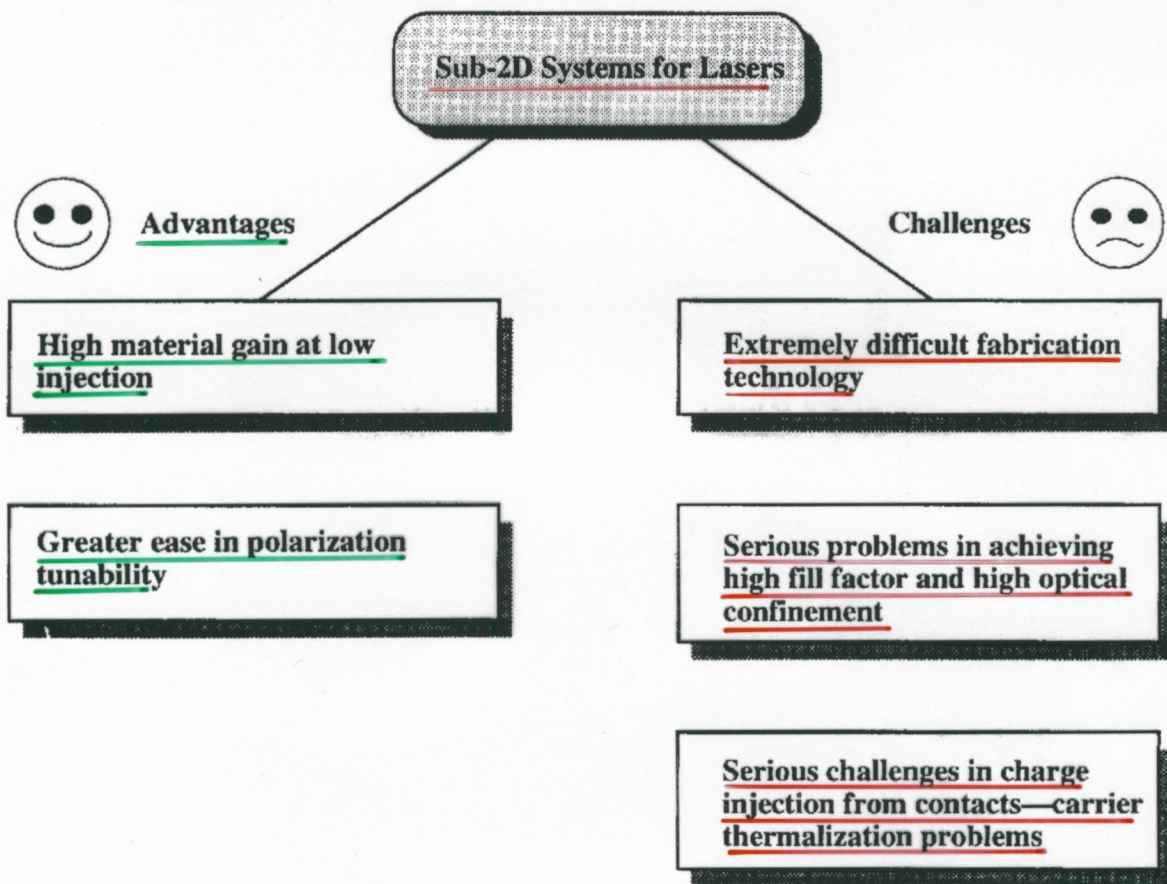 Sub-2D Systems for Lasers
Advantages
High material gain at low
injection
Greater ease in polarization
tunability
Challenges
Extremely difficult fabrication
technology
Serious problems in achieving
high fill factor and high optical
confinement
Serious challenges in charge
injection from contacts—carrier
thermalization problems